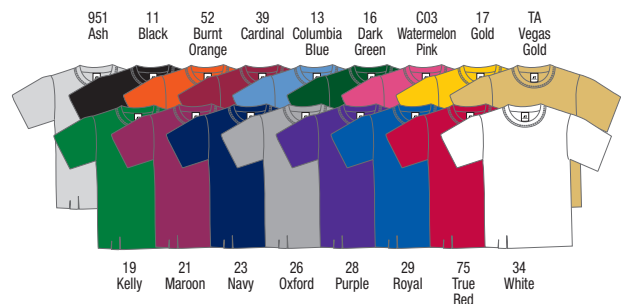 951
Ash
11
Black
52
Burnt
Orange
39
Cardinal
13
Columbia
Blue
16
Dark
Green
C03
Watermelon
Pink
17
Gold
TA
Vegas
Gold
19
Kelly
21
Maroon
23
Navy
26
Oxford
28
Purple
29
Royal
75
True
Red
34
White